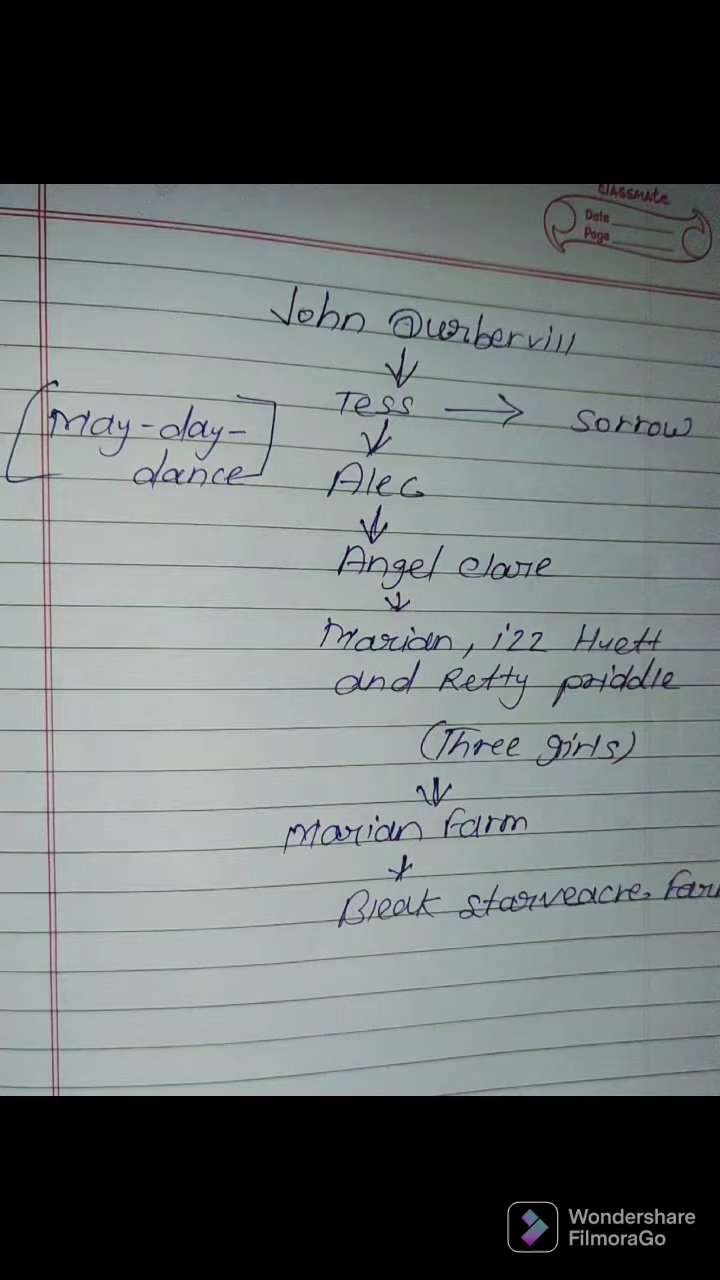 classmate
Date
Page
John Durbervill
↓
Tess → Sorrow
[May-day-
dance]
↓
Alec
↓
Angel clare
↓
Marian, i22 Huett
and Retty priddle
(Three girls)
↓
Marian farm
↓
Bleak starveacre. Far
Wondershare
FilmoraGo